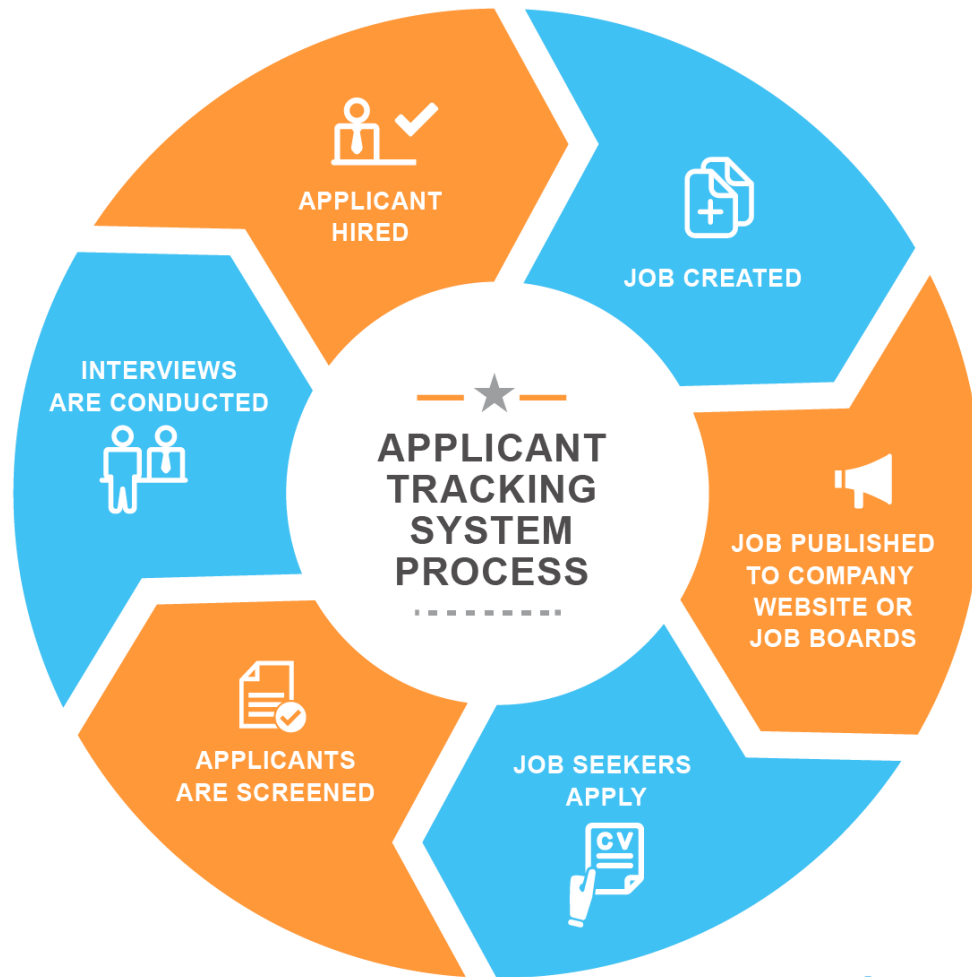 APPLICANT
TRACKING
SYSTEM
PROCESS
JOB CREATED
JOB PUBLISHED
TO COMPANY
WEBSITE OR
JOB BOARDS
JOB SEEKERS
APPLY
CV
APPLICANTS
ARE SCREENED
INTERVIEWS
ARE CONDUCTED
APPLICANT
HIRED